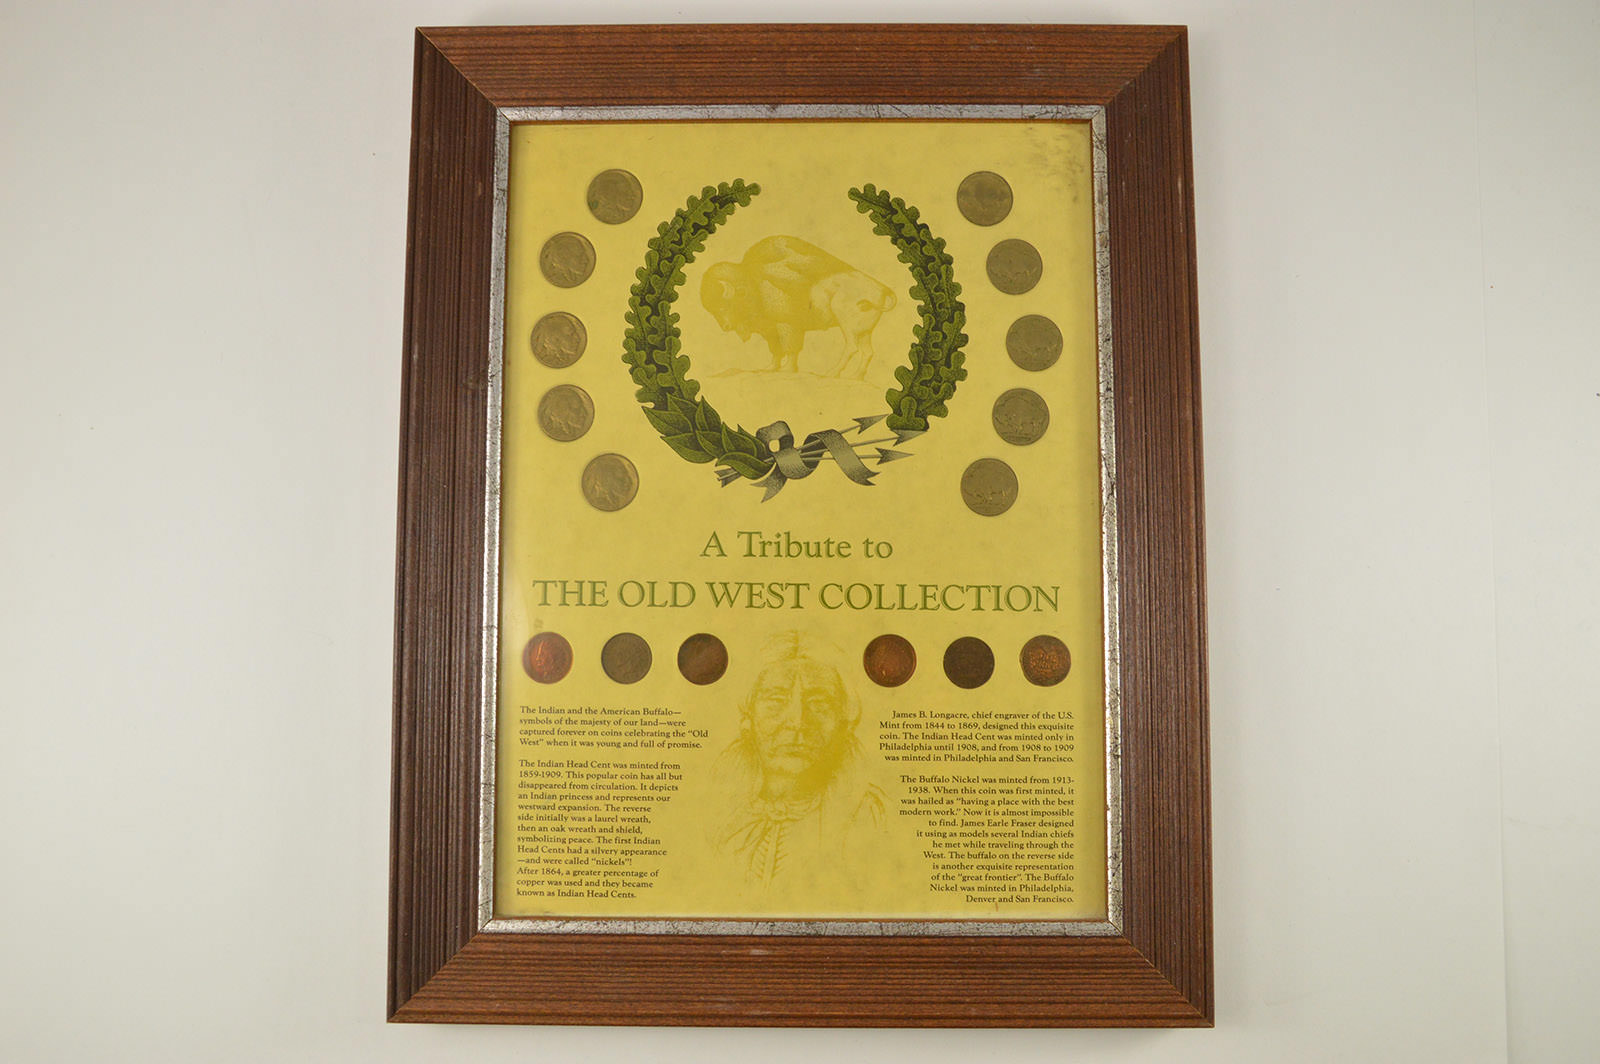 A Tribute to
THE OLD WEST COLLECTION
The Indian and the American Buffalo—
symbols of the majesty of our land—were
captured forever on coins celebrating the "Old
West" when it was young and full of promise.
The Indian Head Cent was minted from
1859-1909. This popular coin has all but
disappeared from circulation. It depicts
an Indian princess and represents our
westward expansion. The reverse
side initially was a laurel wreath,
then an oak wreath and shield,
symbolizing peace. The first Indian
Head Cents had a silvery appearance
—and were called "nickels"!
After 1864, a greater percentage of
copper was used and they became
known as Indian Head Cents.
James B. Longacre, chief engraver of the U.S.
Mint from 1844 to 1869, designed this exquisite
coin. The Indian Head Cent was minted only in
Philadelphia until 1908, and from 1908 to 1909
was minted in Philadelphia and San Francisco.
The Buffalo Nickel was minted from 1913-
1938. When this coin was first minted, it
was hailed as "having a place with the best
modern work." Now it is almost impossible
to find. James Earle Fraser designed
it using as models several Indian chiefs
he met while traveling through the
West. The buffalo on the reverse side
is another exquisite representation
of the "great frontier". The Buffalo
Nickel was minted in Philadelphia,
Denver and San Francisco.